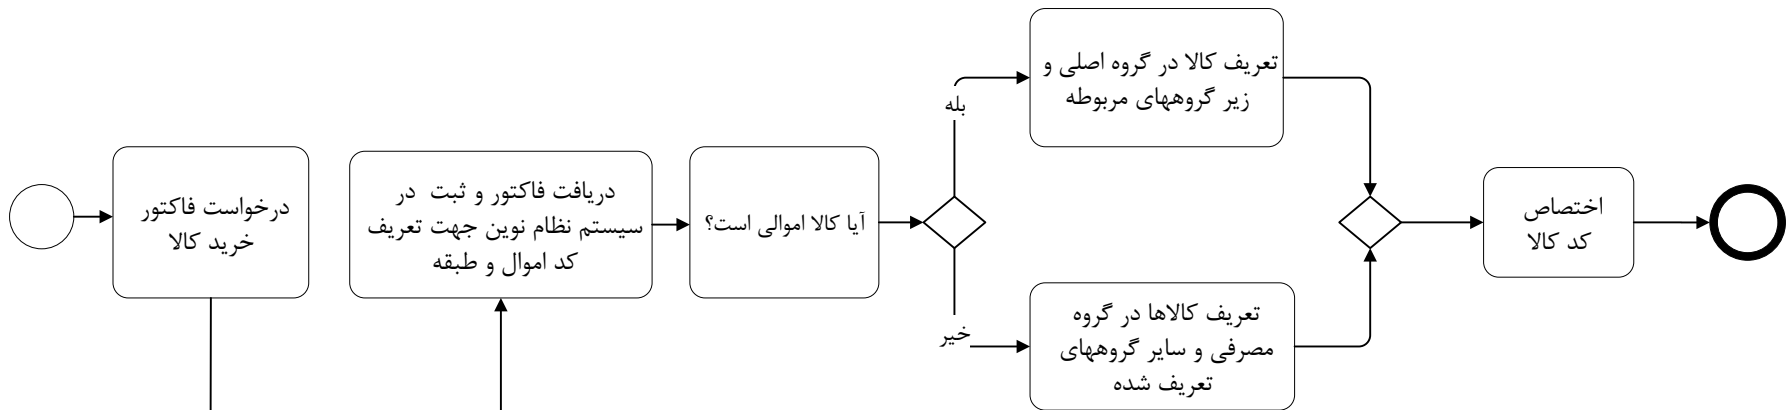 درخواست فاکتور
خرید کالا
دریافت فاکتور و ثبت در
سیستم نظام نوین جهت تعریف
کد اموال و طبقه
آیا کالا اموالی است؟
بله
تعریف کالا در گروه اصلی و
زیر گروههای مربوطه
خیر
تعریف کالاها در گروه
مصرفی و سایر گروههای
تعریف شده
اختصاص
کد کالا